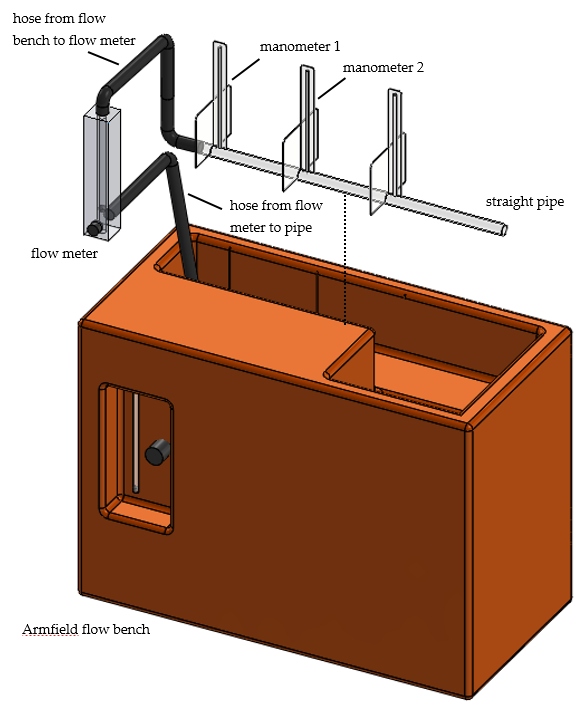 hose from flow
bench to flow meter
manometer 1
manometer 2
straight pipe
hose from flow
meter to pipe
flow meter
Armfield flow bench